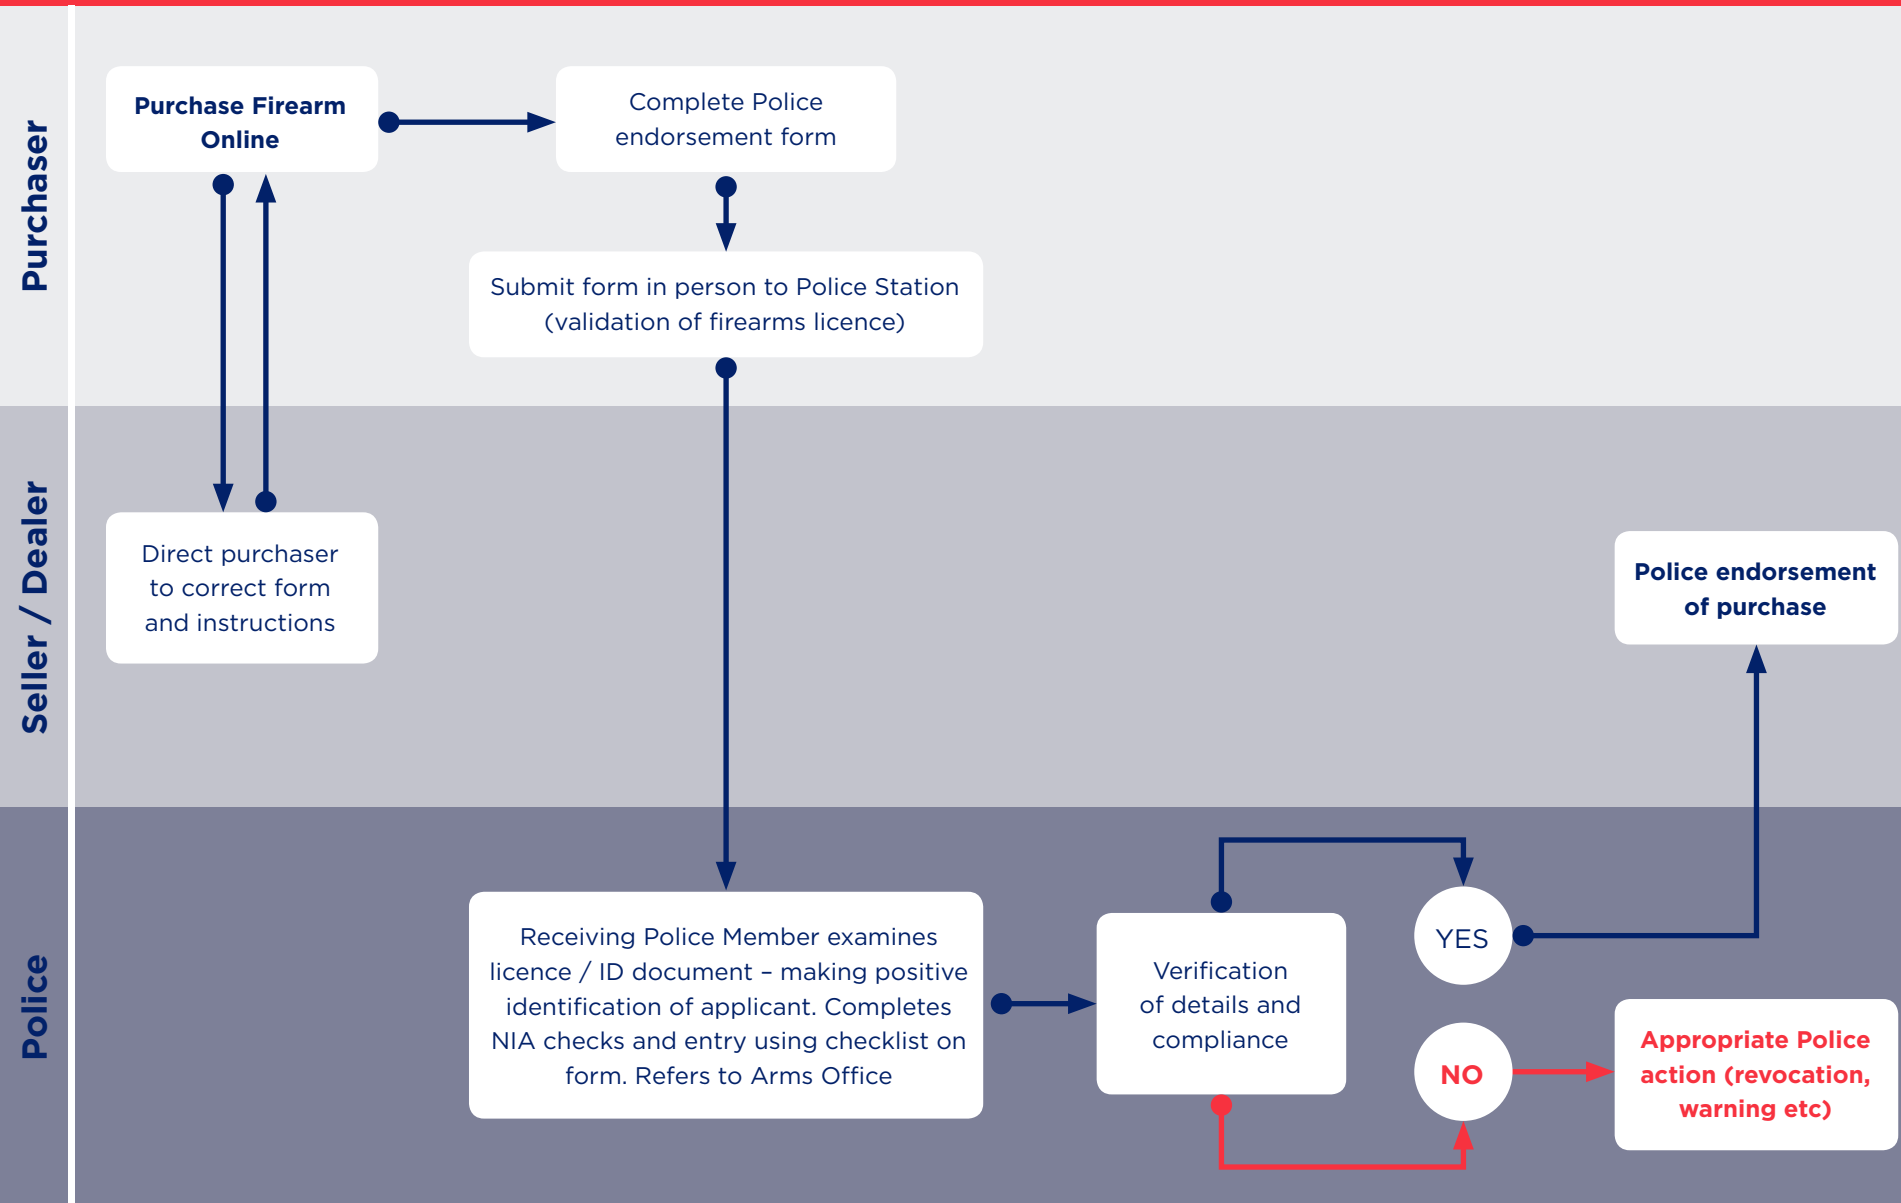 Purchaser
Purchase Firearm
Online
Complete Police
endorsement form
Submit form in person to Police Station
(validation of firearms licence)
Seller / Dealer
Direct purchaser
to correct form
and instructions
Police endorsement
of purchase
Police
Receiving Police Member examines
licence / ID document – making positive
identification of applicant. Completes
NIA checks and entry using checklist on
form. Refers to Arms Office
Verification
of details and
compliance
YES
NO
Appropriate Police
action (revocation,
warning etc)